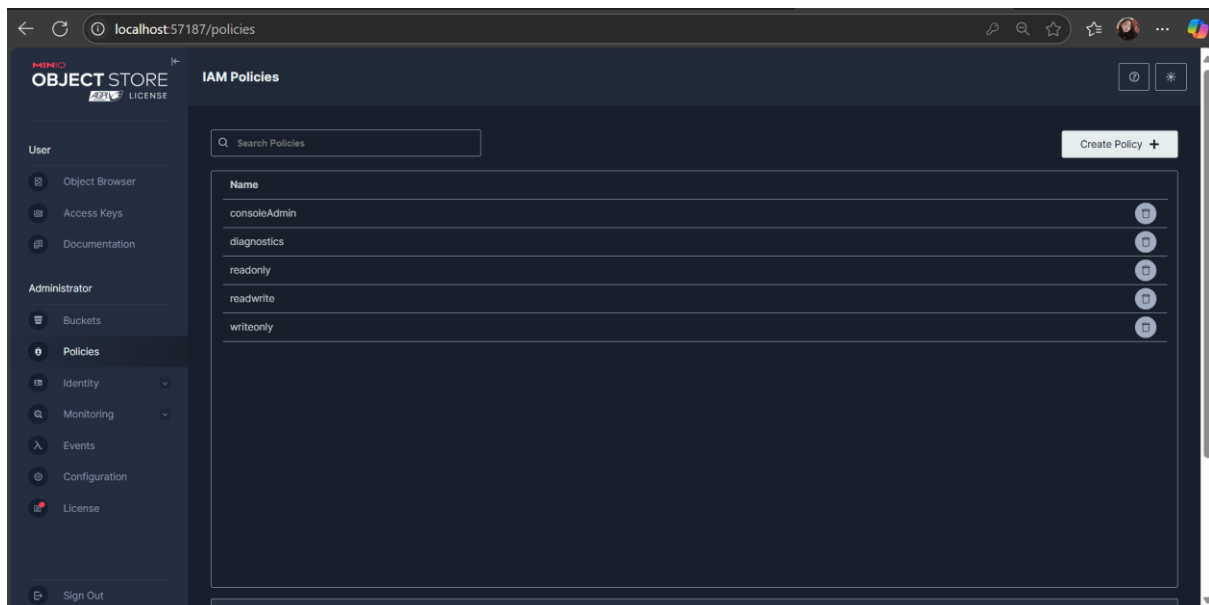 localhost:57187/policies
MINIO
OBJECT STORE
LICENSE
IAM Policies
User
Object Browser
Access Keys
Documentation
Administrator
Buckets
Policies
Identity
Monitoring
Events
Configuration
License
Sign Out
Search Policies
Create Policy +
Name
consoleAdmin
diagnostics
readonly
readwrite
writeonly